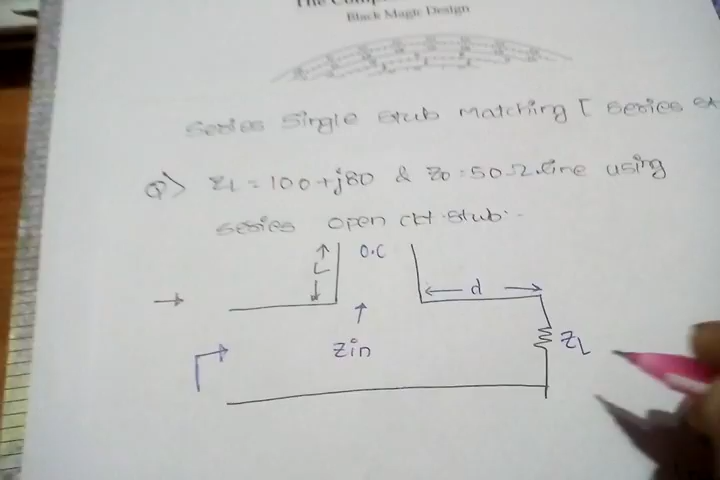 Black Magic Design
Series Single stub Matching [ Series
Q> ZL = 100+j80 & Z0 = 50Ω line using
series open ckt stub:-
L
O.C
d
Zin
ZL